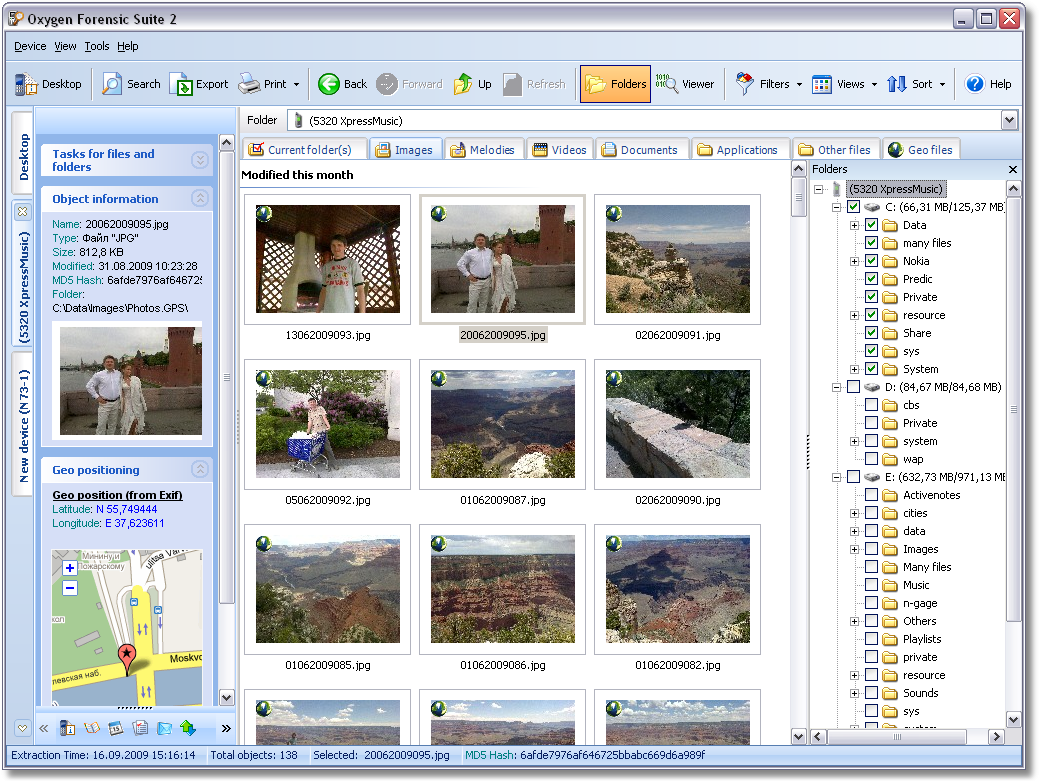 Oxygen Forensic Suite 2
Device View Tools Help
Desktop Search Export Print Back Forward Up Refresh Folders Viewer Filters Views Sort Help
Folder (5320 XpressMusic)
Current folder(s) Images Melodies Videos Documents Applications Other files Geo files
Desktop
(5320 XpressMusic)
New device (N73-1)
Tasks for files and
folders
Object information
Name: 20062009095.jpg
Type: Файл "JPG"
Size: 812,8 KB
Modified: 31.08.2009 10:23:28
MD5 Hash: 6afde7976af646725
Folder:
C:\Data\Images\Photos.GPS\
Geo positioning
Geo position (from Exif)
Latitude: N 55,749444
Longitude: E 37,623611
Мининуи
Пожарскому
ulitsa Var
кол
Moskvo
левская наб.
Modified this month
13062009093.jpg 20062009095.jpg 02062009091.jpg
05062009092.jpg 01062009087.jpg 02062009090.jpg
01062009085.jpg 01062009086.jpg 01062009082.jpg
Folders
(5320 XpressMusic)
C: (66,31 MB/125,37 MB
Data
many files
Nokia
Predic
Private
resource
Share
sys
System
D: (84,67 MB/84,68 MB)
cbs
Private
system
wap
E: (632,73 MB/971,13 MB
Activenotes
cities
data
Images
Many files
Music
n-gage
Others
Playlists
private
resource
Sounds
sys
Extraction Time: 16.09.2009 15:16:14 Total objects: 138 Selected: 20062009095.jpg MD5 Hash: 6afde7976af646725bbabc669d6a989f